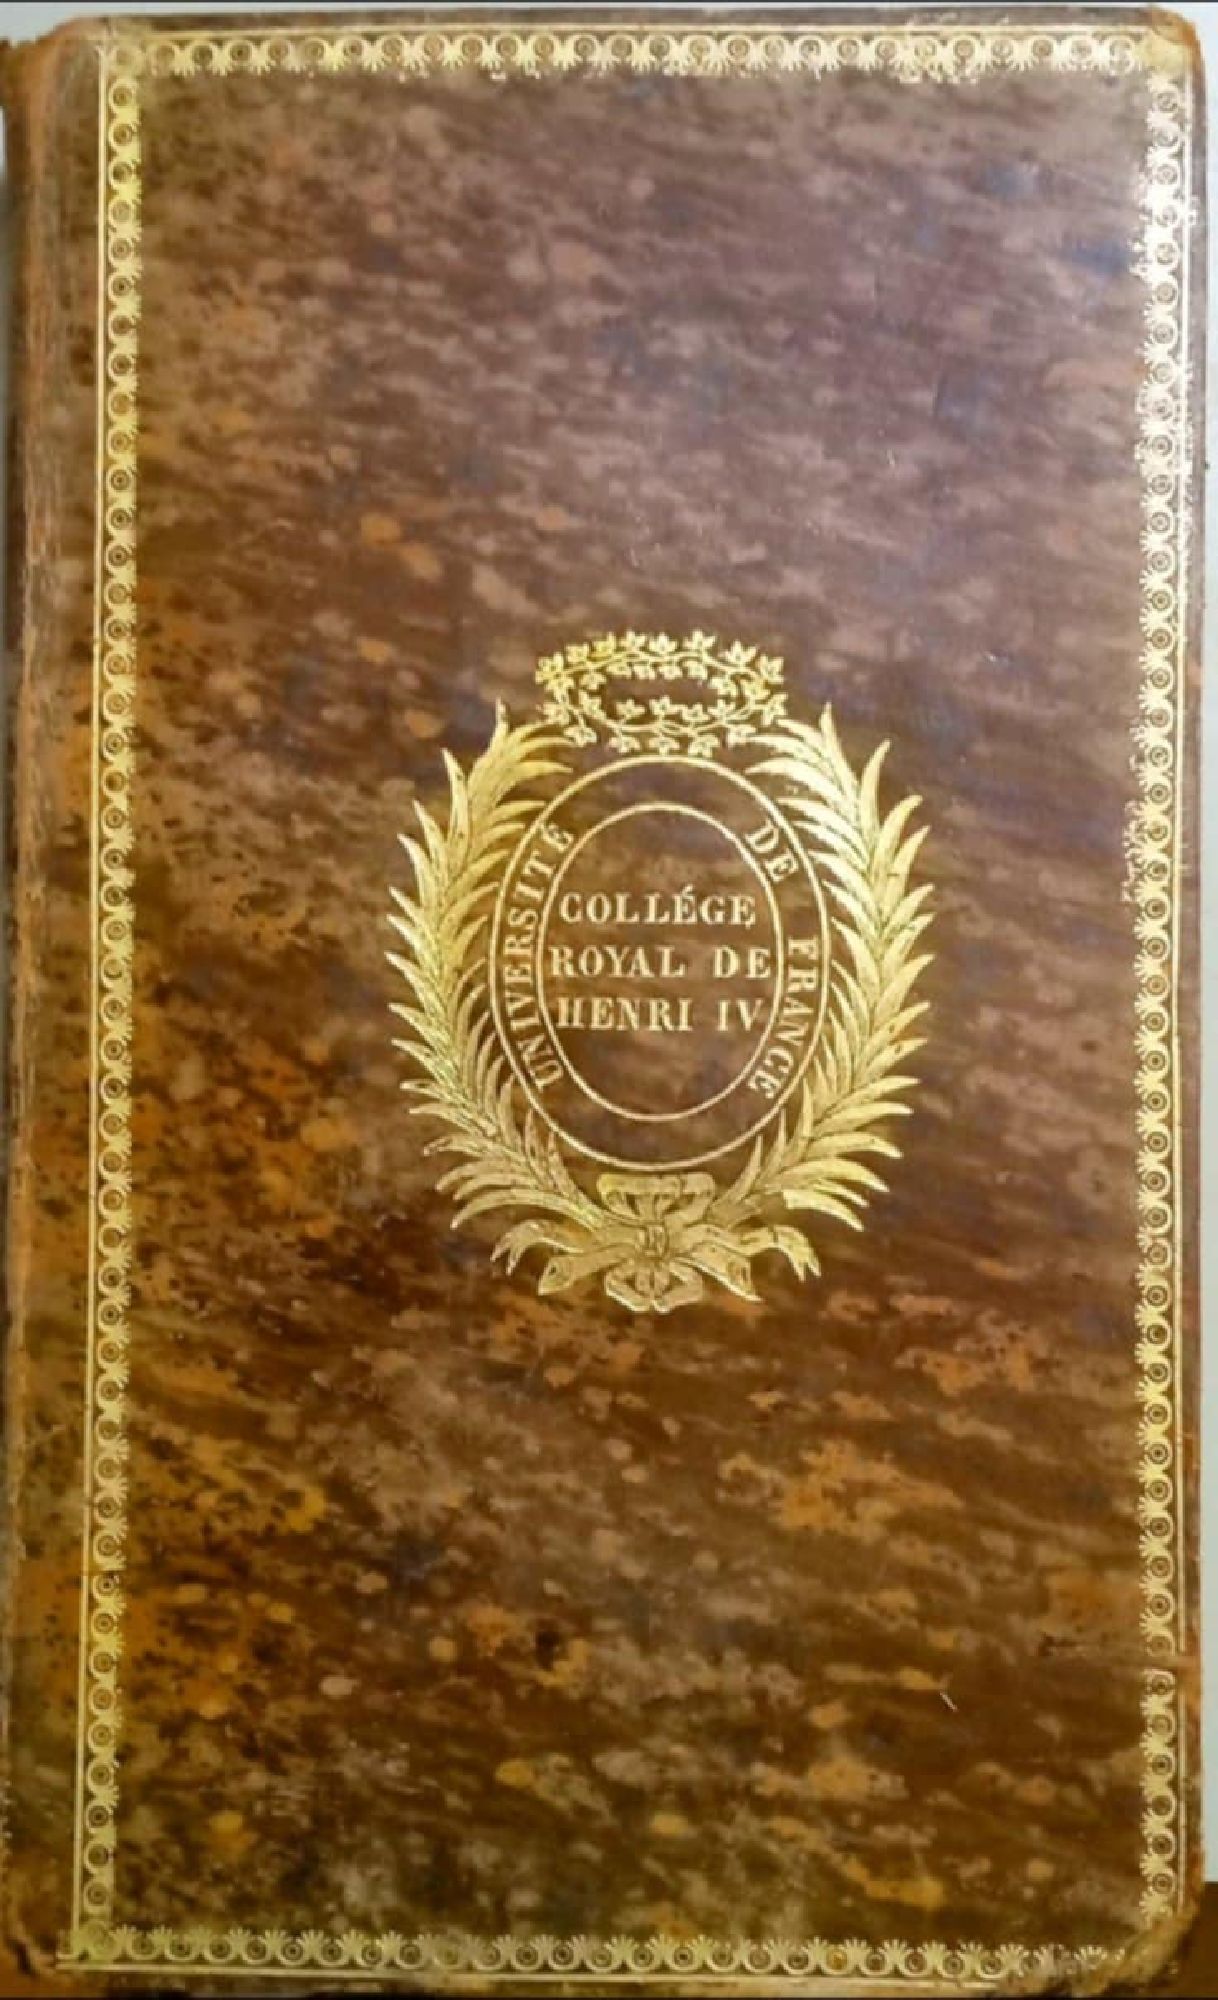 UNIVERSITÉ DE FRANCE
COLLÉGE
ROYAL DE
HENRI IV